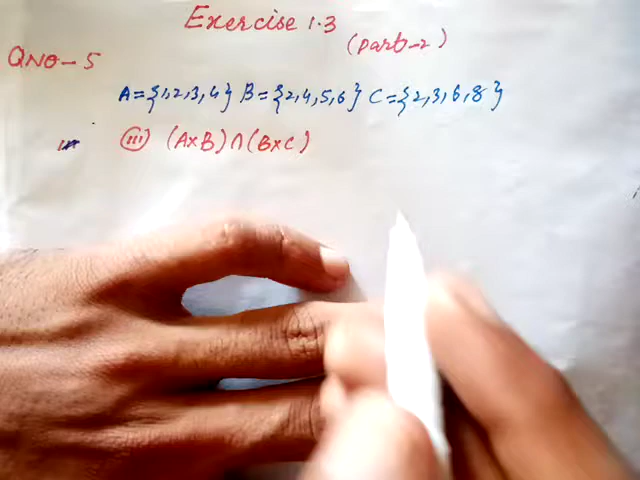 Exercise 1.3
(Part-2)
QNO-5
A={1,2,3,4} B={2,4,5,6} C={2,3,6,8}
(iii) (A×B)∩(B×C)